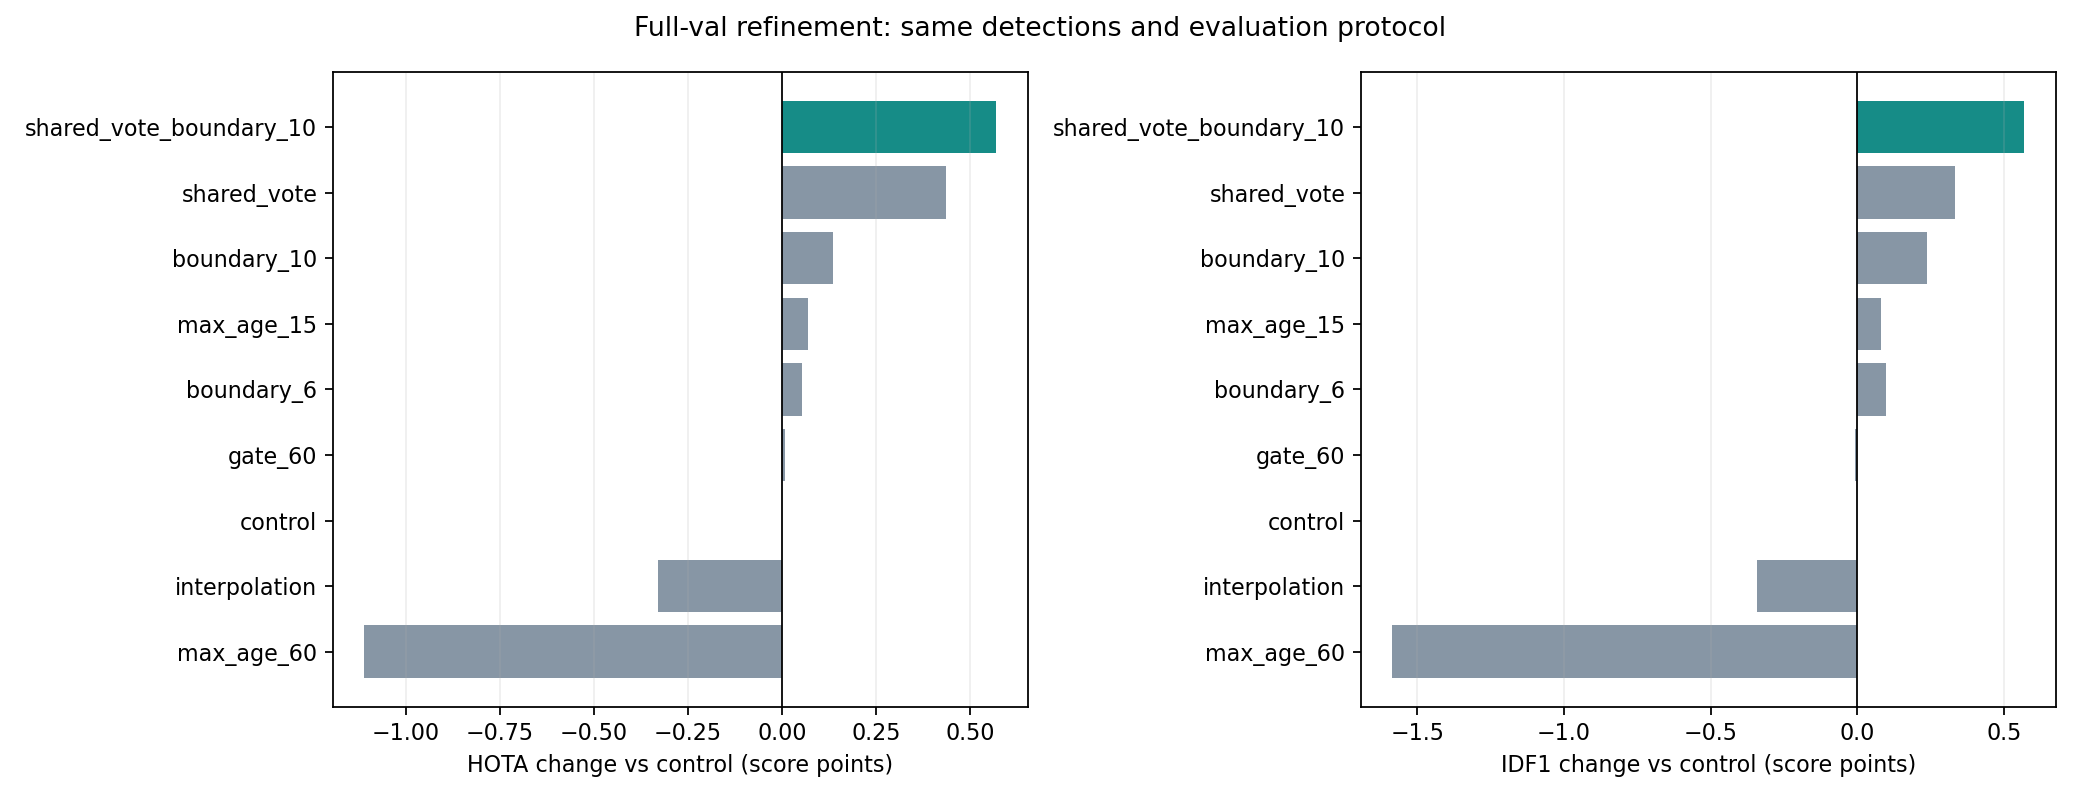 Full-val refinement: same detections and evaluation protocol
shared_vote_boundary_10
shared_vote
boundary_10
max_age_15
boundary_6
gate_60
control
interpolation
max_age_60
−1.00 −0.75 −0.50 −0.25 0.00 0.25 0.50
HOTA change vs control (score points)
shared_vote_boundary_10
shared_vote
boundary_10
max_age_15
boundary_6
gate_60
control
interpolation
max_age_60
−1.5 −1.0 −0.5 0.0 0.5
IDF1 change vs control (score points)